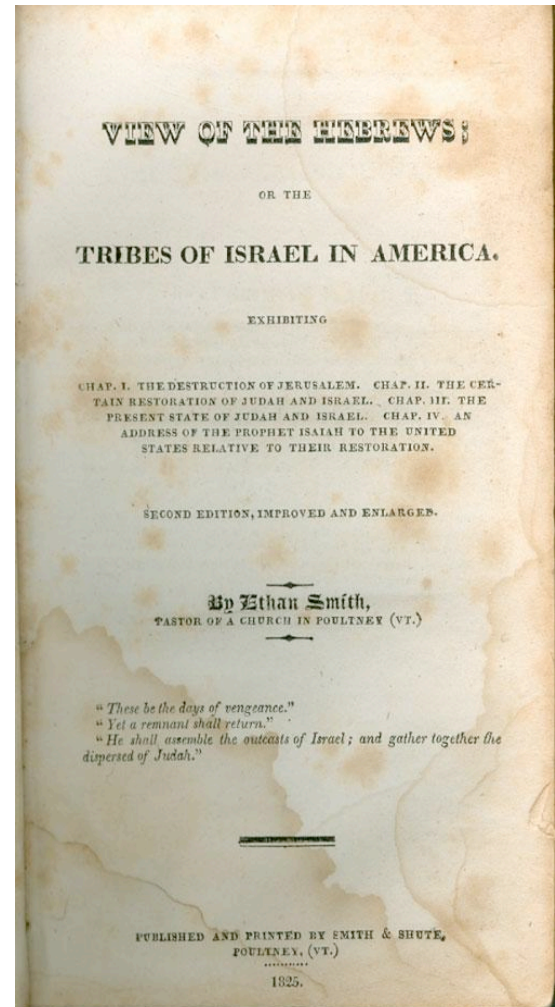 VIEW OF THE HEBREWS;
OR THE
TRIBES OF ISRAEL IN AMERICA.
EXHIBITING
CHAP. I. THE DESTRUCTION OF JERUSALEM. CHAP. II. THE CER-
TAIN RESTORATION OF JUDAH AND ISRAEL. CHAP. III. THE
PRESENT STATE OF JUDAH AND ISRAEL. CHAP. IV. AN
ADDRESS OF THE PROPHET ISAIAH TO THE UNITED
STATES RELATIVE TO THEIR RESTORATION.
SECOND EDITION, IMPROVED AND ENLARGED.
By Ethan Smith,
PASTOR OF A CHURCH IN POULTNEY (VT.)
" These be the days of vengeance."
" Yet a remnant shall return."
" He shall assemble the outcasts of Israel ; and gather together the
dispersed of Judah."
PUBLISHED AND PRINTED BY SMITH & SHUTE,
POULTNEY, (VT.)
1825.